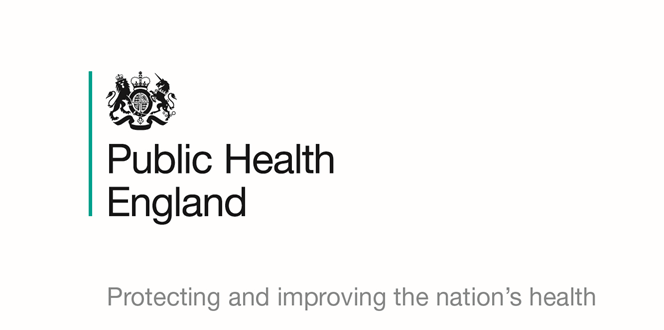 Public Health
England
Protecting and improving the nation’s health